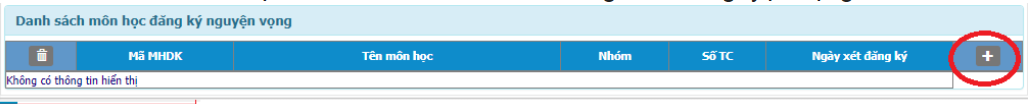 Danh sách môn học đăng ký nguyện vọng
Mã MHDK Tên môn học Nhóm Số TC Ngày xét đăng ký +
Không có thông tin hiển thị